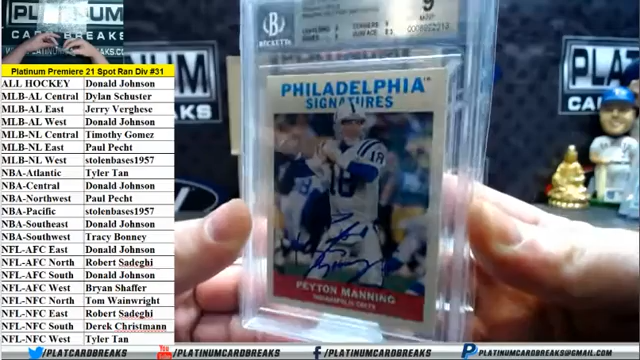 PLATINUM
CARD BREAKS
Platinum Premiere 21 Spot Ran Div #31
ALL HOCKEY Donald Johnson
MLB-AL Central Dylan Schuster
MLB-AL East Jerry Verghese
MLB-AL West Donald Johnson
MLB-NL Central Timothy Gomez
MLB-NL East Paul Pecht
MLB-NL West stolenbases1957
NBA-Atlantic Tyler Tan
NBA-Central Donald Johnson
NBA-Northwest Paul Pecht
NBA-Pacific stolenbases1957
NBA-Southeast Donald Johnson
NBA-Southwest Tracy Bonney
NFL-AFC East Donald Johnson
NFL-AFC North Robert Sadeghi
NFL-AFC South Donald Johnson
NFL-AFC West Bryan Shaffer
NFL-NFC North Tom Wainwright
NFL-NFC East Robert Sadeghi
NFL-NFC South Derek Christmann
NFL-NFC West Tyler Tan
BECKETT
9
MINT
PHILADELPHIA
SIGNATURES
18
18
PEYTON MANNING
INDIANAPOLIS COLTS
PLA
CARD
/PLATCARDBREAKS
You Tube /PLATINUMCARDBREAKS
/PLATINUMCARDBREAKS
/PLATINUMCARDBREAKS